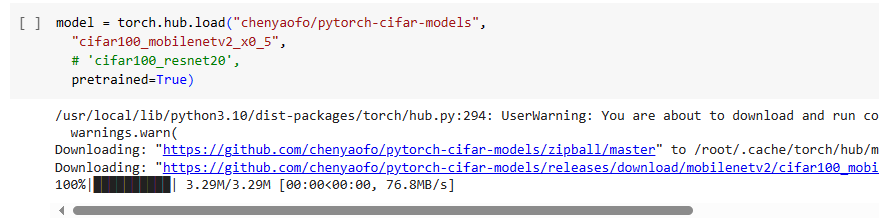 [ ] model = torch.hub.load("chenyaofo/pytorch-cifar-models",
"cifar100_mobilenetv2_x0_5",
# 'cifar100_resnet20',
pretrained=True)
/usr/local/lib/python3.10/dist-packages/torch/hub.py:294: UserWarning: You are about to download and run co
warnings.warn(
Downloading: "https://github.com/chenyaofo/pytorch-cifar-models/zipball/master" to /root/.cache/torch/hub/m
Downloading: "https://github.com/chenyaofo/pytorch-cifar-models/releases/download/mobilenetv2/cifar100_mobi
100%|██████████| 3.29M/3.29M [00:00<00:00, 76.8MB/s]